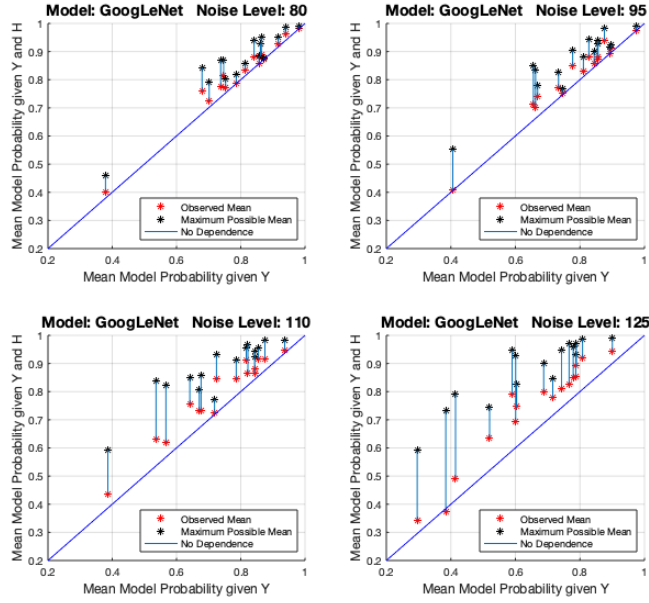 Model: GoogLeNet Noise Level: 80
Mean Model Probability given Y and H
1
0.9
0.8
0.7
0.6
0.5
0.4
0.3
0.2
Observed Mean
Maximum Possible Mean
No Dependence
0.2 0.4 0.6 0.8 1
Mean Model Probability given Y
Model: GoogLeNet Noise Level: 95
Mean Model Probability given Y and H
1
0.9
0.8
0.7
0.6
0.5
0.4
0.3
0.2
Observed Mean
Maximum Possible Mean
No Dependence
0.2 0.4 0.6 0.8 1
Mean Model Probability given Y
Model: GoogLeNet Noise Level: 110
Mean Model Probability given Y and H
1
0.9
0.8
0.7
0.6
0.5
0.4
0.3
0.2
Observed Mean
Maximum Possible Mean
No Dependence
0.2 0.4 0.6 0.8 1
Mean Model Probability given Y
Model: GoogLeNet Noise Level: 125
Mean Model Probability given Y and H
1
0.9
0.8
0.7
0.6
0.5
0.4
0.3
0.2
Observed Mean
Maximum Possible Mean
No Dependence
0.2 0.4 0.6 0.8 1
Mean Model Probability given Y